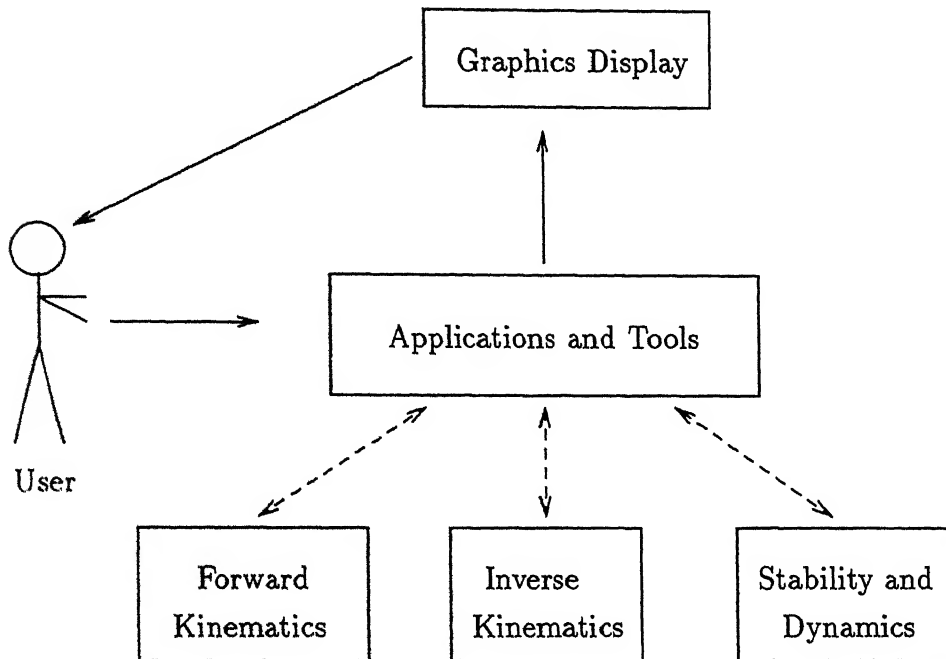 Graphics Display
Applications and Tools
User
Forward
Kinematics
Inverse
Kinematics
Stability and
Dynamics